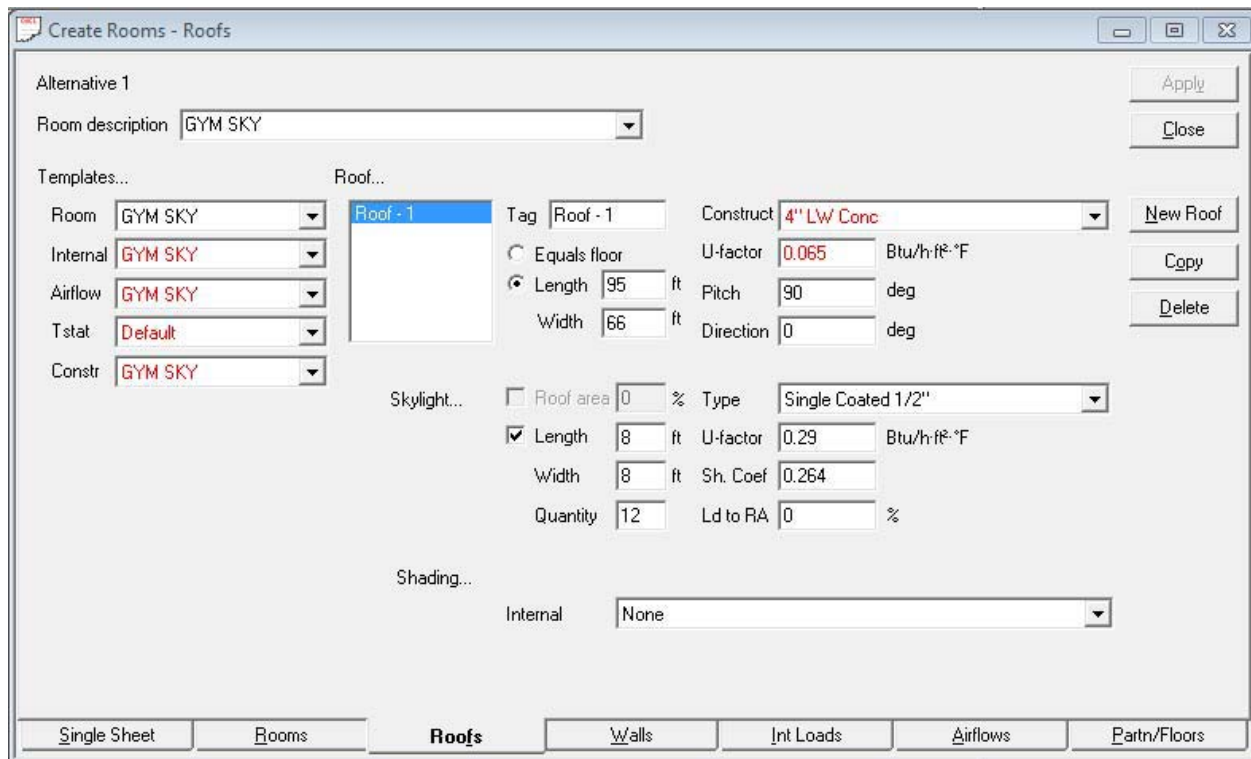 Create Rooms - Roofs
Alternative 1
Apply
Room description GYM SKY
Close
Templates... Roof...
Room GYM SKY Roof - 1 Tag Roof - 1 Construct 4" LW Conc New Roof
Internal GYM SKY Equals floor U-factor 0.065 Btu/h·ft²·°F Copy
Airflow GYM SKY Length 95 ft Pitch 90 deg
Tstat Default Width 66 ft Direction 0 deg Delete
Constr GYM SKY
Skylight... Roof area 0 % Type Single Coated 1/2"
Length 8 ft U-factor 0.29 Btu/h·ft²·°F
Width 8 ft Sh. Coef 0.264
Quantity 12 Ld to RA 0 %
Shading...
Internal None
Single Sheet Rooms Roofs Walls Int Loads Airflows Partn/Floors